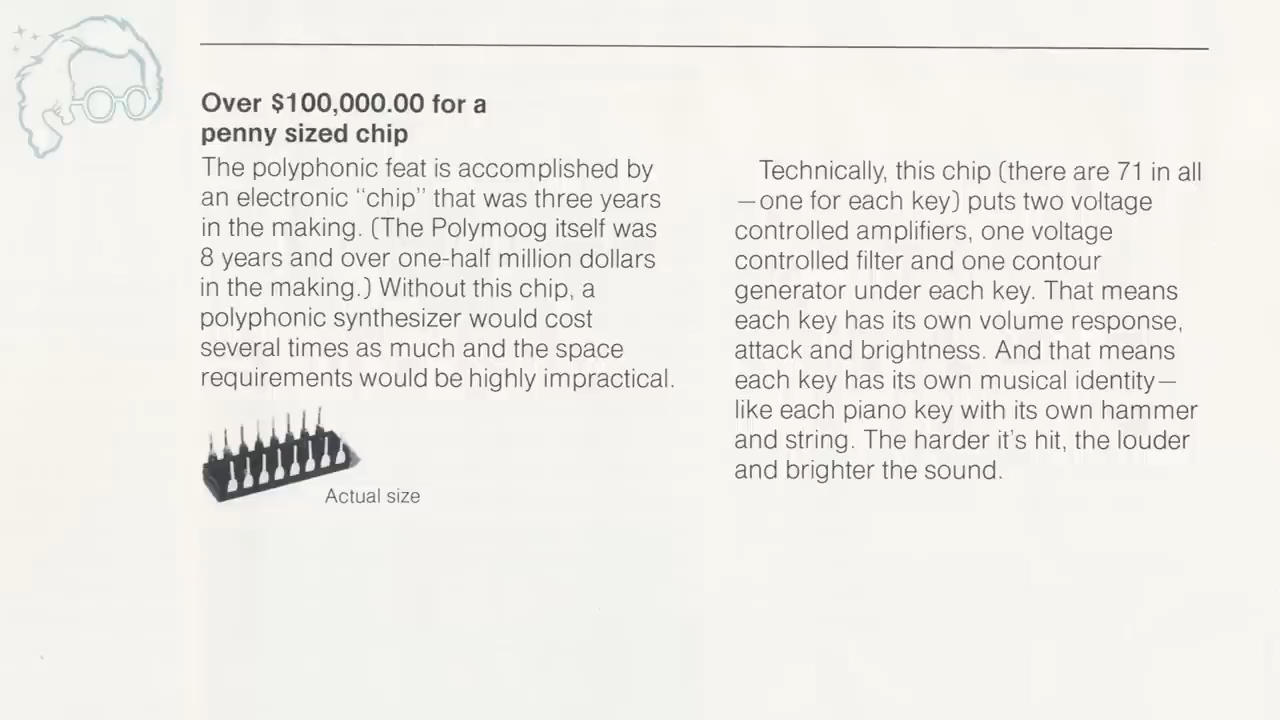 Over $100,000.00 for a
penny sized chip
The polyphonic feat is accomplished by
an electronic “chip” that was three years
in the making. (The Polymoog itself was
8 years and over one-half million dollars
in the making.) Without this chip, a
polyphonic synthesizer would cost
several times as much and the space
requirements would be highly impractical.
Actual size
Technically, this chip (there are 71 in all
—one for each key) puts two voltage
controlled amplifiers, one voltage
controlled filter and one contour
generator under each key. That means
each key has its own volume response,
attack and brightness. And that means
each key has its own musical identity—
like each piano key with its own hammer
and string. The harder it’s hit, the louder
and brighter the sound.